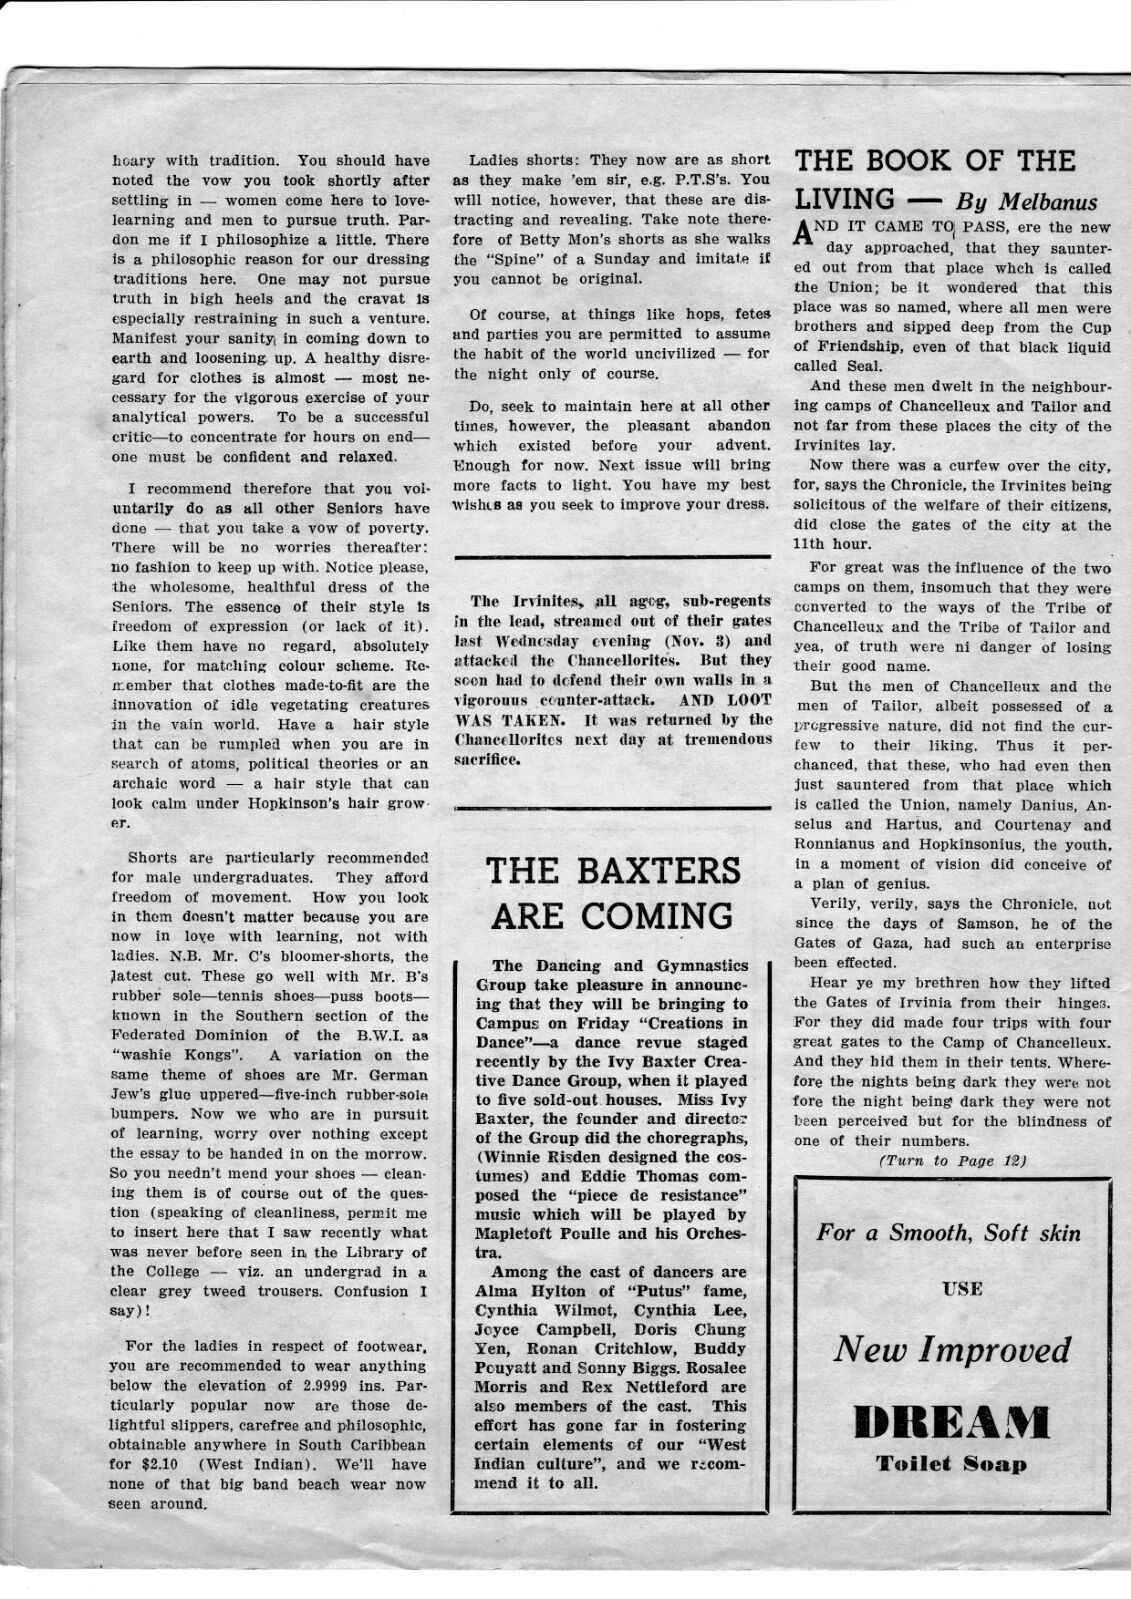 hoary with tradition. You should have
noted the vow you took shortly after
settling in — women come here to love-
learning and men to pursue truth. Par-
don me if I philosophize a little. There
is a philosophic reason for our dressing
traditions here. One may not pursue
truth in high heels and the cravat is
especially restraining in such a venture.
Manifest your sanity in coming down to
earth and loosening up. A healthy disre-
gard for clothes is almost — most ne-
cessary for the vigorous exercise of your
analytical powers. To be a successful
critic—to concentrate for hours on end—
one must be confident and relaxed.
I recommend therefore that you vol-
untarily do as all other Seniors have
done — that you take a vow of poverty.
There will be no worries thereafter:
no fashion to keep up with. Notice please,
the wholesome, healthful dress of the
Seniors. The essence of their style is
freedom of expression (or lack of it).
Like them have no regard, absolutely
none, for matching colour scheme. Re-
member that clothes made-to-fit are the
innovation of idle vegetating creatures
in the vain world. Have a hair style
that can be rumpled when you are in
search of atoms, political theories or an
archaic word — a hair style that can
look calm under Hopkinson's hair grow-
er.
Shorts are particularly recommended
for male undergraduates. They afford
freedom of movement. How you look
in them doesn't matter because you are
now in love with learning, not with
ladies. N.B. Mr. C's bloomer-shorts, the
latest cut. These go well with Mr. B's
rubber sole—tennis shoes—puss boots—
known in the Southern section of the
Federated Dominion of the B.W.I. as
"washie Kongs". A variation on the
same theme of shoes are Mr. German
Jew's glue uppered—five-inch rubber-sole
bumpers. Now we who are in pursuit
of learning, worry over nothing except
the essay to be handed in on the morrow.
So you needn't mend your shoes — clean-
ing them is of course out of the ques-
tion (speaking of cleanliness, permit me
to insert here that I saw recently what
was never before seen in the Library of
the College — viz. an undergrad in a
clear grey tweed trousers. Confusion I
say)!
For the ladies in respect of footwear,
you are recommended to wear anything
below the elevation of 2.9999 ins. Par-
ticularly popular now are those de-
lightful slippers, carefree and philosophic,
obtainable anywhere in South Caribbean
for $2.10 (West Indian). We'll have
none of that big band beach wear now
seen around.
Ladies shorts: They now are as short
as they make 'em sir, e.g. P.T.S's. You
will notice, however, that these are dis-
tracting and revealing. Take note there-
fore of Betty Mon's shorts as she walks
the "Spine" of a Sunday and imitate if
you cannot be original.
Of course, at things like hops, fetes
and parties you are permitted to assume
the habit of the world uncivilized — for
the night only of course.
Do, seek to maintain here at all other
times, however, the pleasant abandon
which existed before your advent.
Enough for now. Next issue will bring
more facts to light. You have my best
wishes as you seek to improve your dress.
The Irvinites, all agog, sub-regents
in the lead, streamed out of their gates
last Wednesday evening (Nov. 3) and
attacked the Chancellorites. But they
soon had to defend their own walls in a
vigorouus counter-attack. AND LOOT
WAS TAKEN. It was returned by the
Chancellorites next day at tremendous
sacrifice.
THE BAXTERS
ARE COMING
The Dancing and Gymnastics
Group take pleasure in announc-
ing that they will be bringing to
Campus on Friday "Creations in
Dance"—a dance revue staged
recently by the Ivy Baxter Crea-
tive Dance Group, when it played
to five sold-out houses. Miss Ivy
Baxter, the founder and director
of the Group did the choregraphs,
(Winnie Risden designed the cos-
tumes) and Eddie Thomas com-
posed the "piece de resistance"
music which will be played by
Mapletoft Poulle and his Orches-
tra.
Among the cast of dancers are
Alma Hylton of "Putus" fame,
Cynthia Wilmot, Cynthia Lee,
Joyce Campbell, Doris Chung
Yen, Ronan Critchlow, Buddy
Pouyatt and Sonny Biggs. Rosalee
Morris and Rex Nettleford are
also members of the cast. This
effort has gone far in fostering
certain elements of our "West
Indian culture", and we recom-
mend it to all.
THE BOOK OF THE
LIVING — By Melbanus
AND IT CAME TO PASS, ere the new
day approached, that they saunter-
ed out from that place whch is called
the Union; be it wondered that this
place was so named, where all men were
brothers and sipped deep from the Cup
of Friendship, even of that black liquid
called Seal.
And these men dwelt in the neighbour-
ing camps of Chancelleux and Tailor and
not far from these places the city of the
Irvinites lay.
Now there was a curfew over the city,
for, says the Chronicle, the Irvinites being
solicitous of the welfare of their citizens,
did close the gates of the city at the
11th hour.
For great was the influence of the two
camps on them, insomuch that they were
converted to the ways of the Tribe of
Chancelleux and the Tribe of Tailor and
yea, of truth were ni danger of losing
their good name.
But the men of Chancelleux and the
men of Tailor, albeit possessed of a
progressive nature, did not find the cur-
few to their liking. Thus it per-
chanced, that these, who had even then
just sauntered from that place which
is called the Union, namely Danius, An-
selus and Hartus, and Courtenay and
Ronnianus and Hopkinsonius, the youth,
in a moment of vision did conceive of
a plan of genius.
Verily, verily, says the Chronicle, not
since the days of Samson, he of the
Gates of Gaza, had such an enterprise
been effected.
Hear ye my brethren how they lifted
the Gates of Irvinia from their hinges.
For they did made four trips with four
great gates to the Camp of Chancelleux.
And they hid them in their tents. Where-
fore the nights being dark they were not
fore the night being dark they were not
been perceived but for the blindness of
one of their numbers.
(Turn to Page 12)
For a Smooth, Soft skin
USE
New Improved
DREAM
Toilet Soap